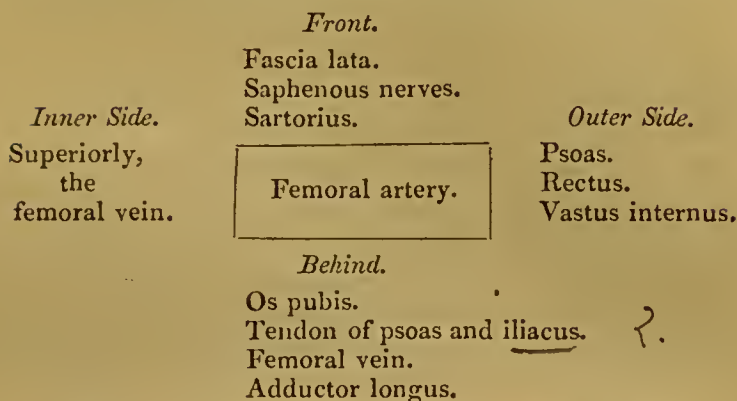 Front.
Fascia lata.
Saphenous nerves.
Sartorius.
Inner Side.
Superiorly,
the
femoral vein.
Femoral artery.
Outer Side.
Psoas.
Rectus.
Vastus internus.
Behind.
Os pubis.
Tendon of psoas and iliacus. ?.
Femoral vein.
Adductor longus.